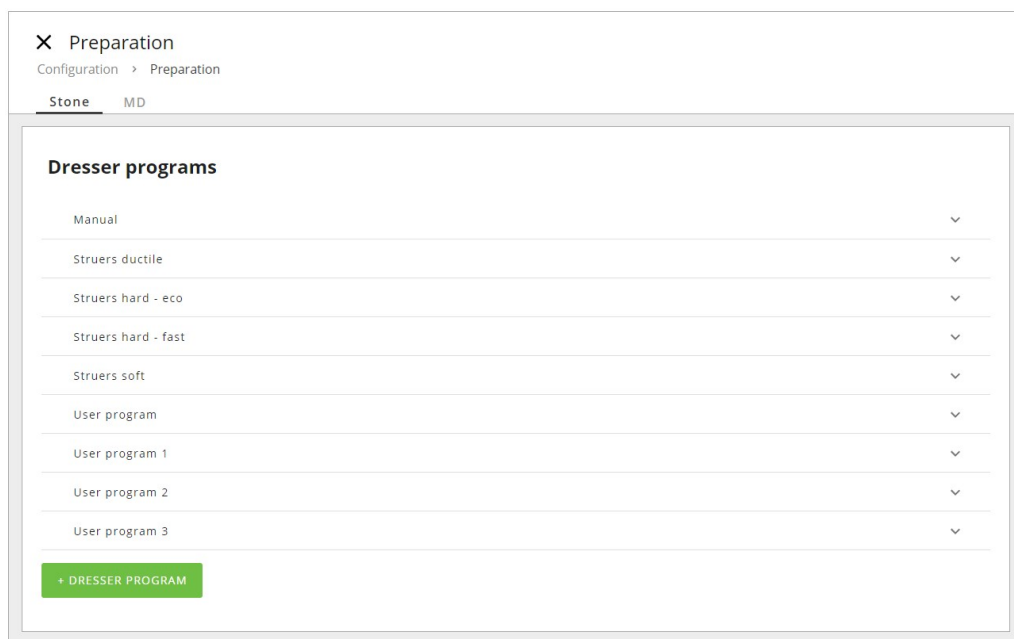 Preparation
Configuration > Preparation
Stone MD
Dresser programs
Manual
Struers ductile
Struers hard - eco
Struers hard - fast
Struers soft
User program
User program 1
User program 2
User program 3
+ DRESSER PROGRAM